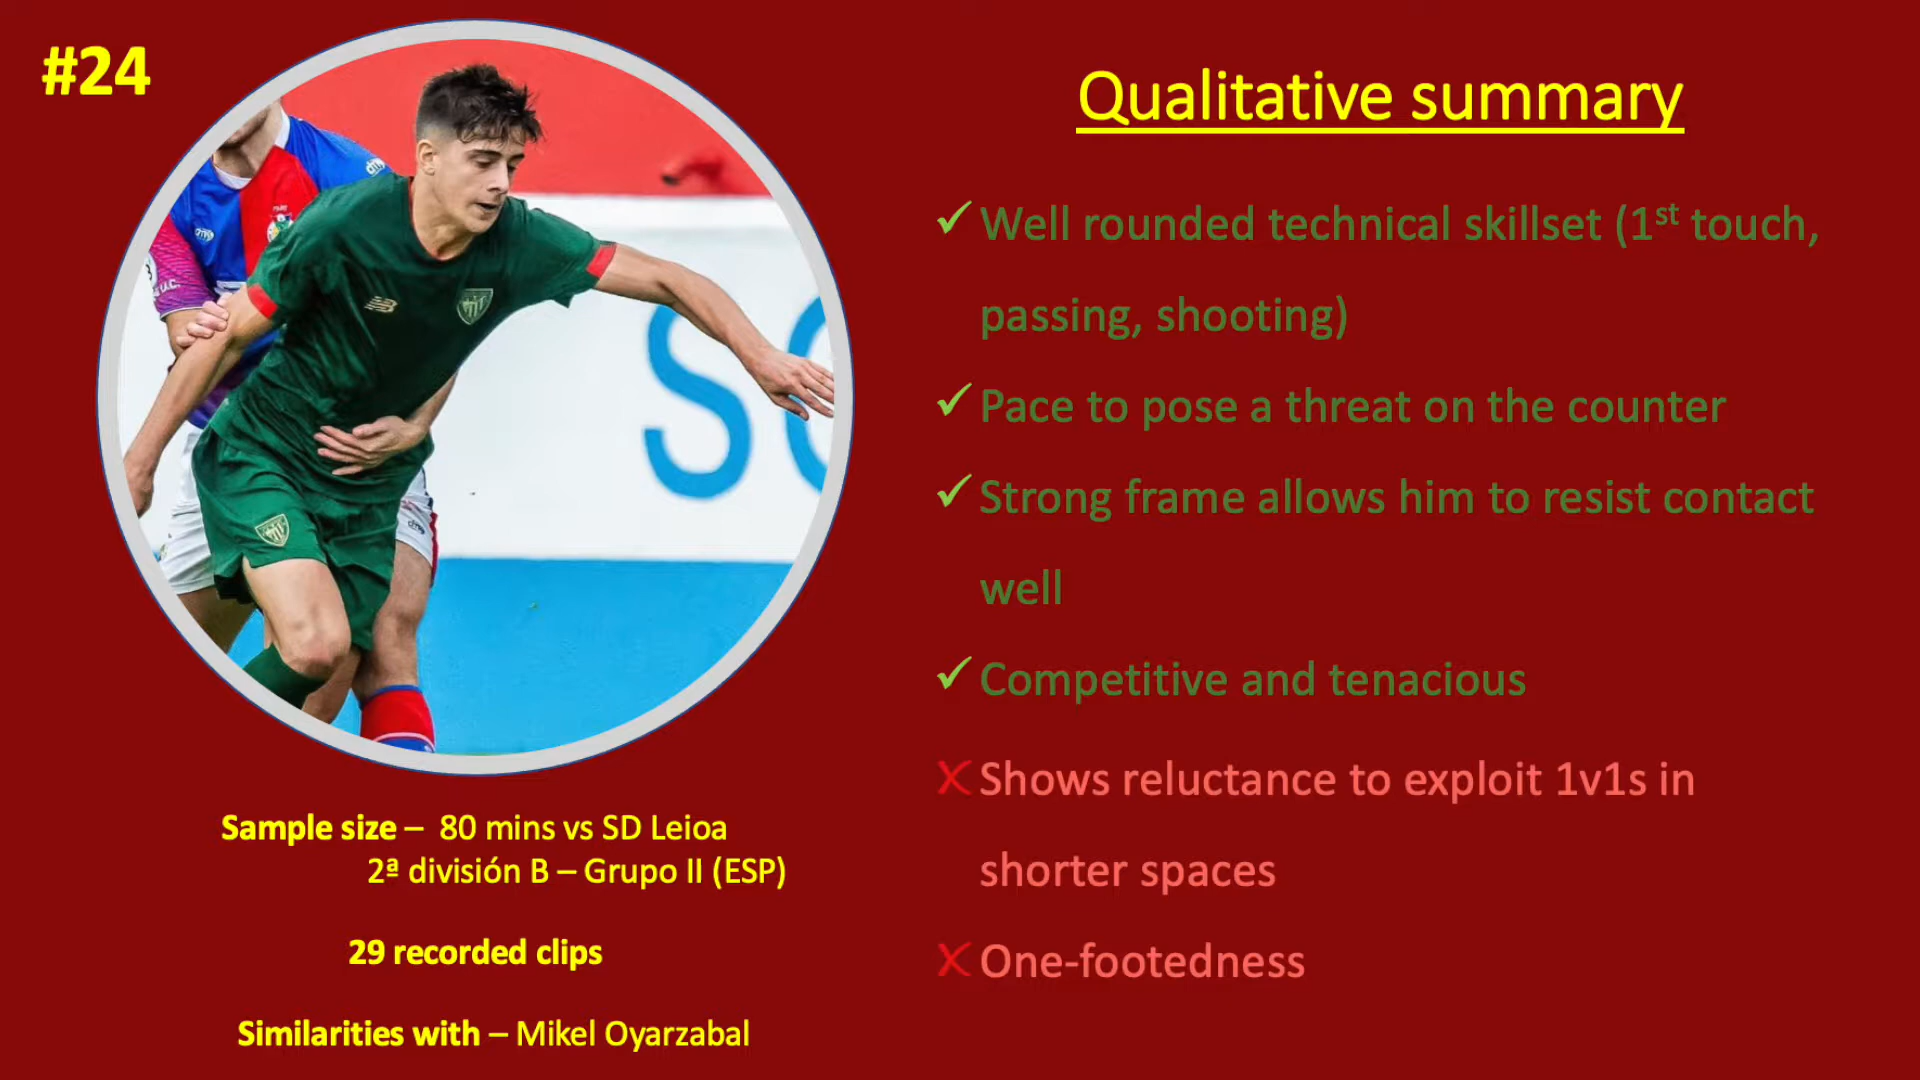 #24
Qualitative summary
✓ Well rounded technical skillset (1st touch,
passing, shooting)
✓ Pace to pose a threat on the counter
✓ Strong frame allows him to resist contact
well
✓ Competitive and tenacious
✗ Shows reluctance to exploit 1v1s in
shorter spaces
✗ One-footedness
Sample size – 80 mins vs SD Leioa
2ª división B – Grupo II (ESP)
29 recorded clips
Similarities with – Mikel Oyarzabal